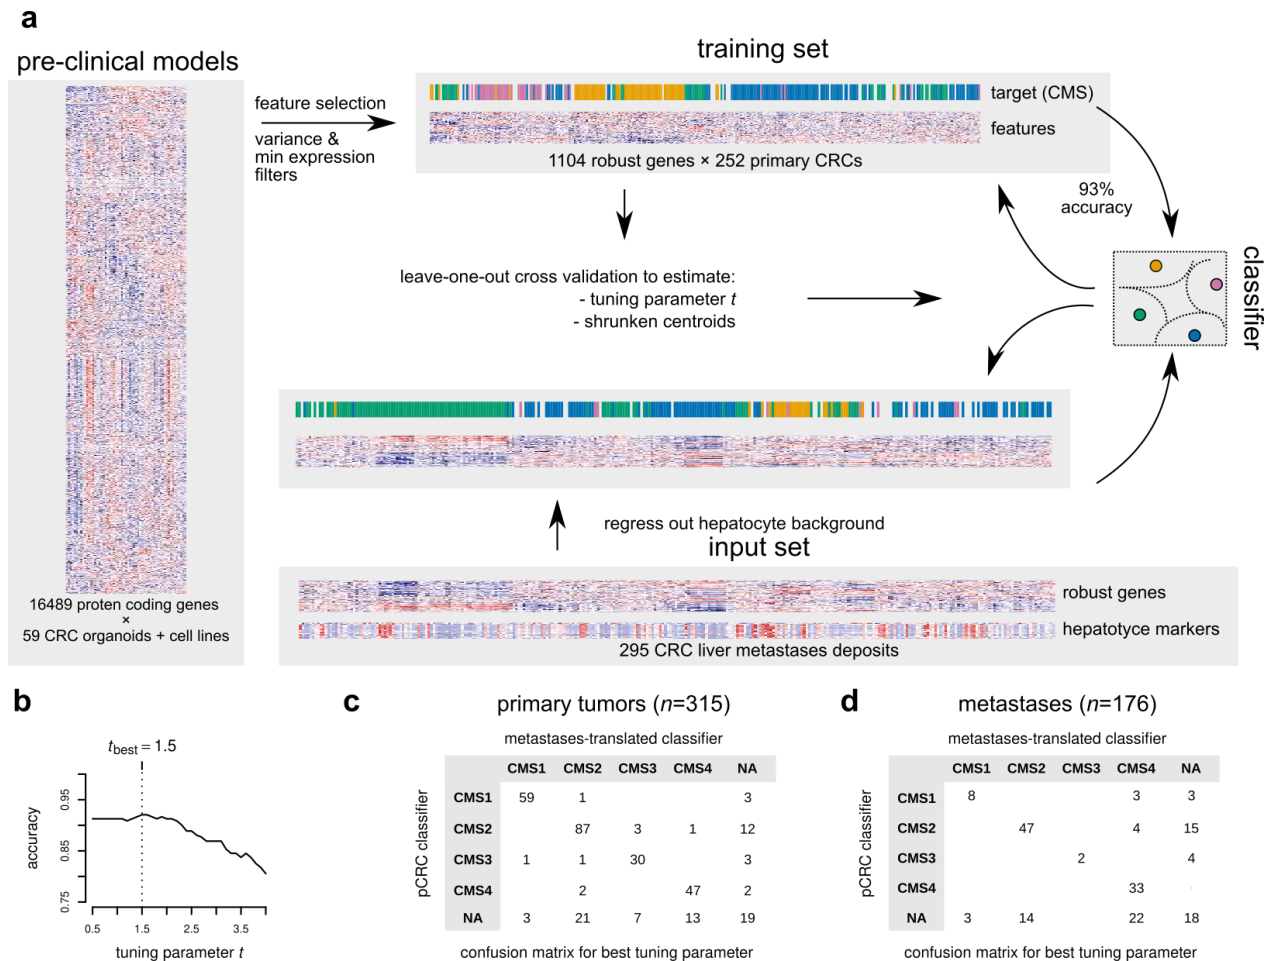 a
pre-clinical models
16489 proten coding genes
×
59 CRC organoids + cell lines
feature selection
variance &
min expression
filters
training set
target (CMS)
features
1104 robust genes × 252 primary CRCs
93%
accuracy
classifier
leave-one-out cross validation to estimate:
- tuning parameter t
- shrunken centroids
regress out hepatocyte background
input set
robust genes
hepatotyce markers
295 CRC liver metastases deposits
b
tbest = 1.5
accuracy
0.95
0.85
0.75
0.5 1.5 2.5 3.5
tuning parameter t
c
primary tumors (n=315)
metastases-translated classifier
pCRC classifier
CMS1 CMS2 CMS3 CMS4 NA
CMS1 59 1 3
CMS2 87 3 1 12
CMS3 1 1 30 3
CMS4 2 47 2
NA 3 21 7 13 19
confusion matrix for best tuning parameter
d
metastases (n=176)
metastases-translated classifier
pCRC classifier
CMS1 CMS2 CMS3 CMS4 NA
CMS1 8 3 3
CMS2 47 4 15
CMS3 2 4
CMS4 33
NA 3 14 22 18
confusion matrix for best tuning parameter